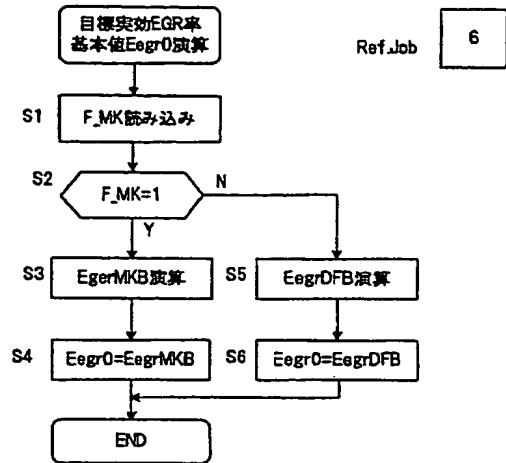 目標実効EGR率
基本値Eegr0演算
Ref.Job
6
S1
F_MK読み込み
S2
F_MK=1
N
Y
S3
EgerMKB演算
S5
EegrDFB演算
S4
Eegr0=EegrMKB
S6
Eegr0=EegrDFB
END